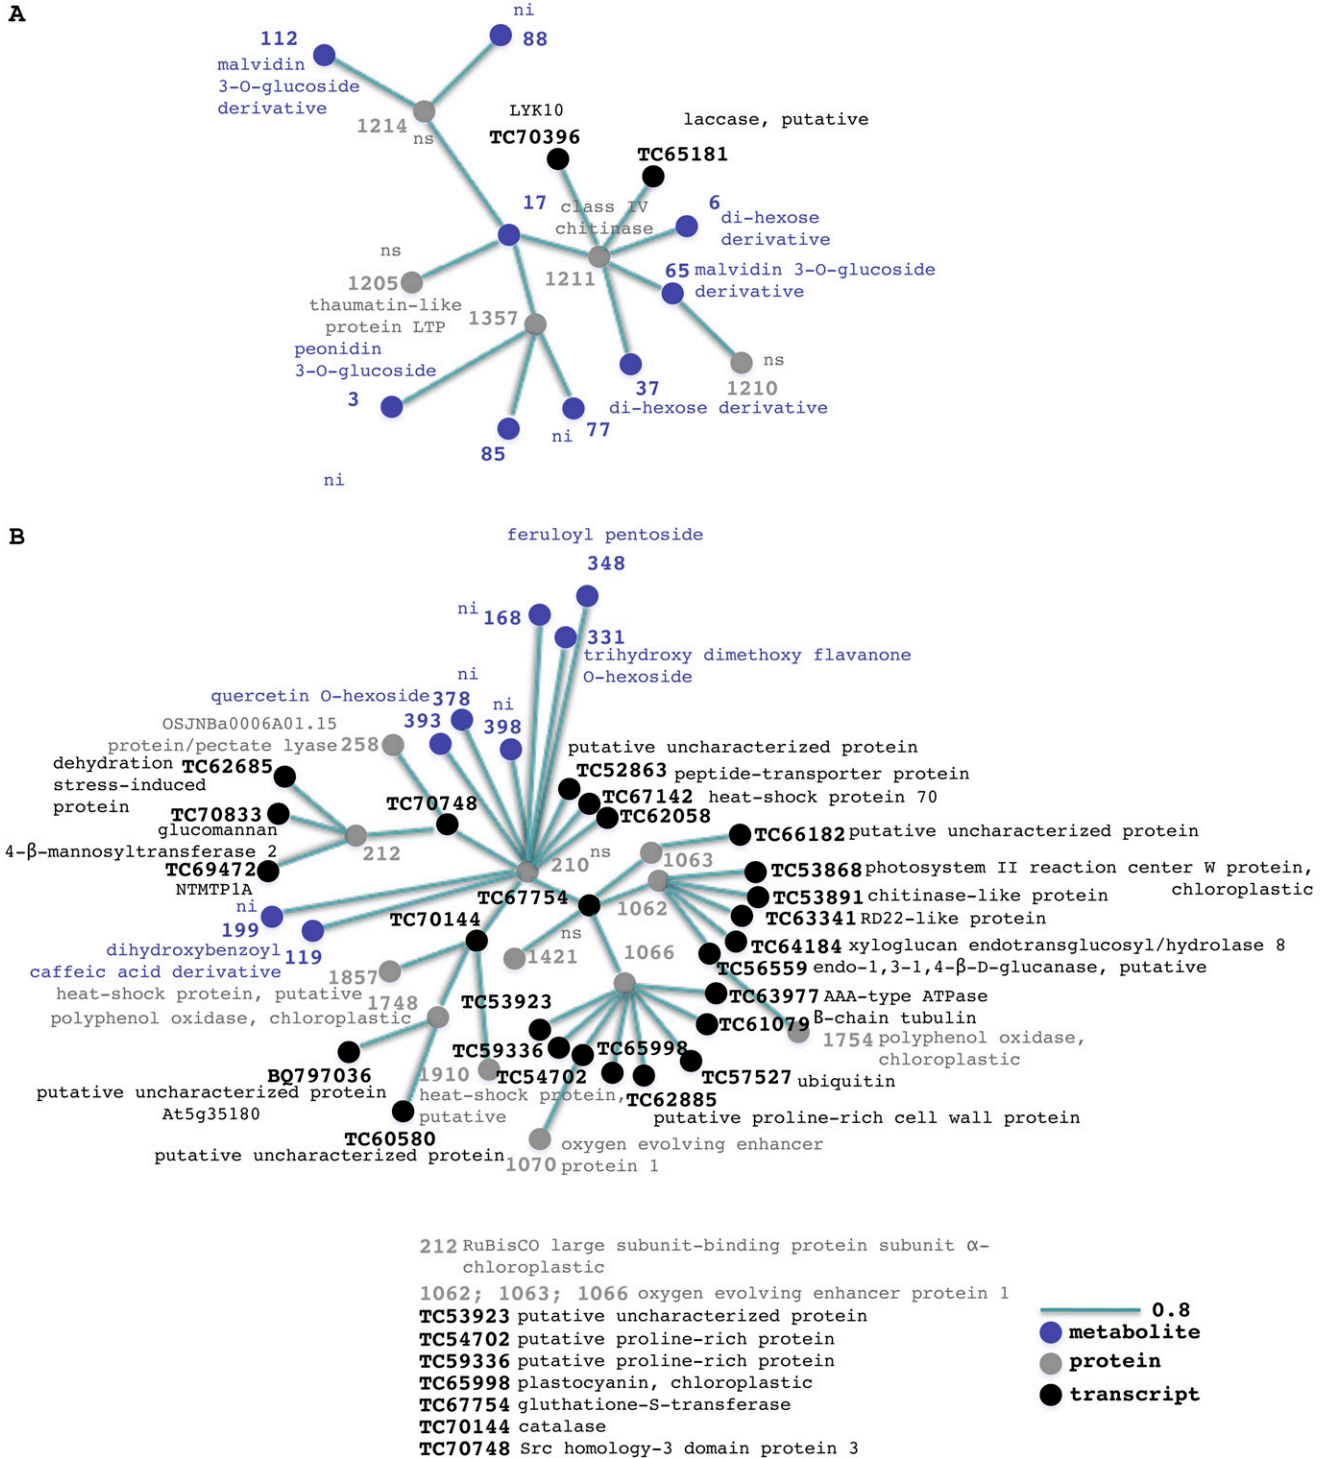 A
ni
112
88
malvidin
3-O-glucoside
derivative
1214
ns
LYK10
TC70396
laccase, putative
TC65181
17
class IV
chitinase
6
di-hexose
derivative
ns
1205
1211
65 malvidin 3-O-glucoside
derivative
thaumatin-like
protein LTP
1357
peonidin
3-O-glucoside
ns
1210
3
37
di-hexose derivative
77
ni
85
ni
B
feruloyl pentoside
348
ni 168
331
trihydroxy dimethoxy flavanone
O-hexoside
ni
quercetin O-hexoside 378
ni
393
398
OSJNBa0006A01.15
protein/pectate lyase 258
putative uncharacterized protein
dehydration
stress-induced
protein
TC62685
TC52863 peptide-transporter protein
TC67142 heat-shock protein 70
TC70748
TC62058
TC70833
glucomannan
4-β-mannosyltransferase 2
212
TC66182 putative uncharacterized protein
210 ns
1063
TC69472
NTMTP1A
TC53868 photosystem II reaction center W protein,
chloroplastic
TC67754
TC53891 chitinase-like protein
ni
199
1062
TC63341 RD22-like protein
TC70144
ns
dihydroxybenzoyl
caffeic acid derivative
119
1421
1066
TC64184 xyloglucan endotransglucosyl/hydrolase 8
TC56559 endo-1,3-1,4-β-D-glucanase, putative
1857
heat-shock protein, putative
TC63977 AAA-type ATPase
1748
polyphenol oxidase, chloroplastic
TC53923
TC61079 β-chain tubulin
1754 polyphenol oxidase,
chloroplastic
TC59336
TC65998
BQ797036
putative uncharacterized protein
At5g35180
1910
heat-shock protein,
putative
TC54702
TC57527 ubiquitin
TC62885
putative proline-rich cell wall protein
TC60580
putative uncharacterized protein
1070
oxygen evolving enhancer
protein 1
212 RuBisCO large subunit-binding protein subunit α-
chloroplastic
1062; 1063; 1066 oxygen evolving enhancer protein 1
TC53923 putative uncharacterized protein
TC54702 putative proline-rich protein
TC59336 putative proline-rich protein
TC65998 plastocyanin, chloroplastic
TC67754 gluthatione-S-transferase
TC70144 catalase
TC70748 Src homology-3 domain protein 3
0.8
metabolite
protein
transcript